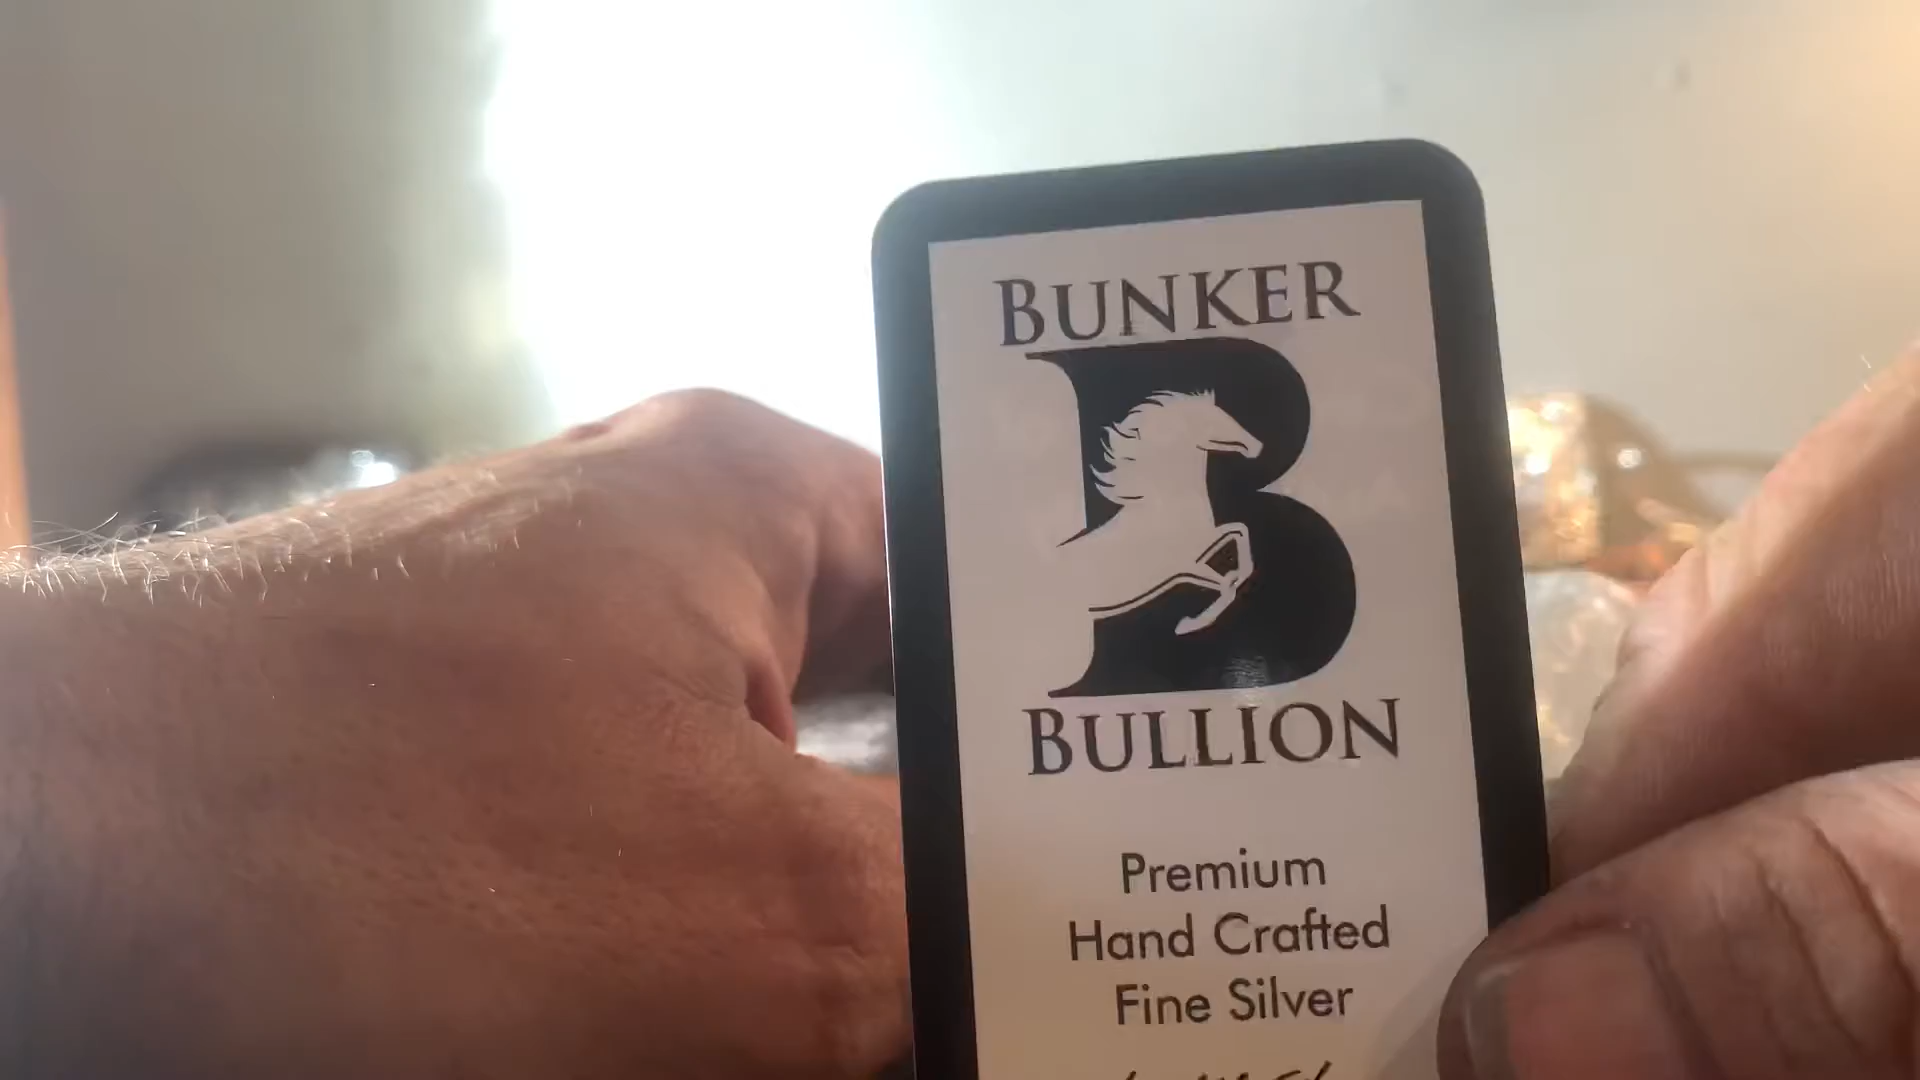 BUNKER
B
BULLION
Premium
Hand Crafted
Fine Silver